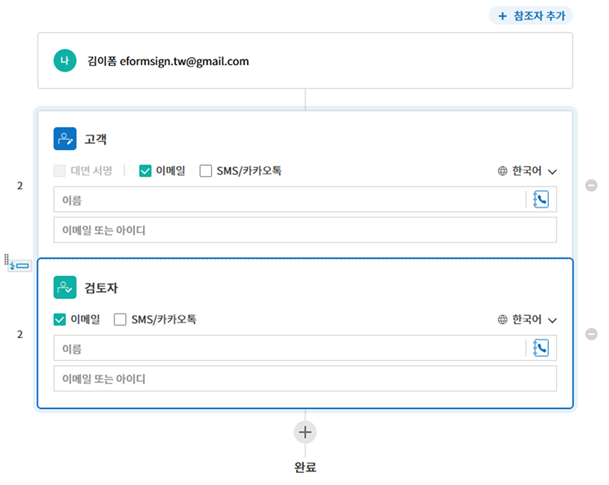 + 참조자 추가
나 김이폼 eformsign.tw@gmail.com
고객
대면 서명 이메일 SMS/카카오톡 한국어
2
이름
이메일 또는 아이디
검토자
이메일 SMS/카카오톡 한국어
2
이름
이메일 또는 아이디
완료